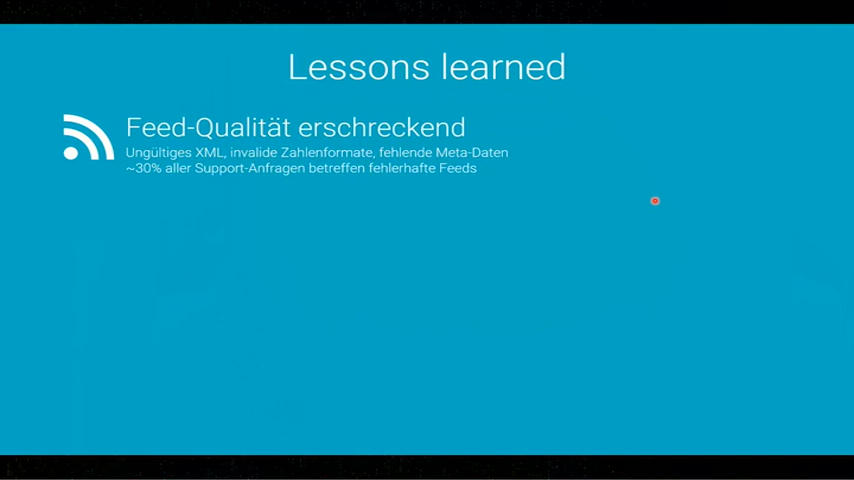 Lessons learned
Feed-Qualität erschreckend
Ungültiges XML, invalide Zahlenformate, fehlende Meta-Daten
~30% aller Support-Anfragen betreffen fehlerhafte Feeds